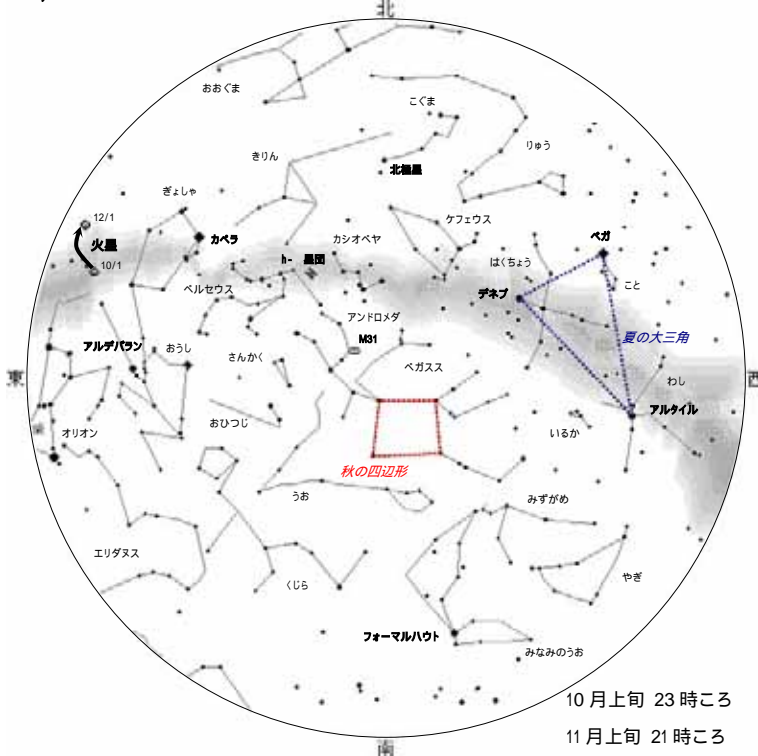 北
おおぐま
こぐま
きりん
りゅう
北極星
ぎょしゃ
12/1
火星
カペラ
カシオペヤ
ケフェウス
ベガ
10/1
h- 星団
はくちょう
こと
ペルセウス
デネブ
アンドロメダ
M31
夏の大三角
アルデバラン
おうし
さんかく
ペガスス
東
西
わし
アルタイル
おひつじ
いるか
オリオン
秋の四辺形
うお
みずがめ
エリダヌス
くじら
やぎ
フォーマルハウト
みなみのうお
10 月上旬 23 時ころ
11 月上旬 21 時ころ
南